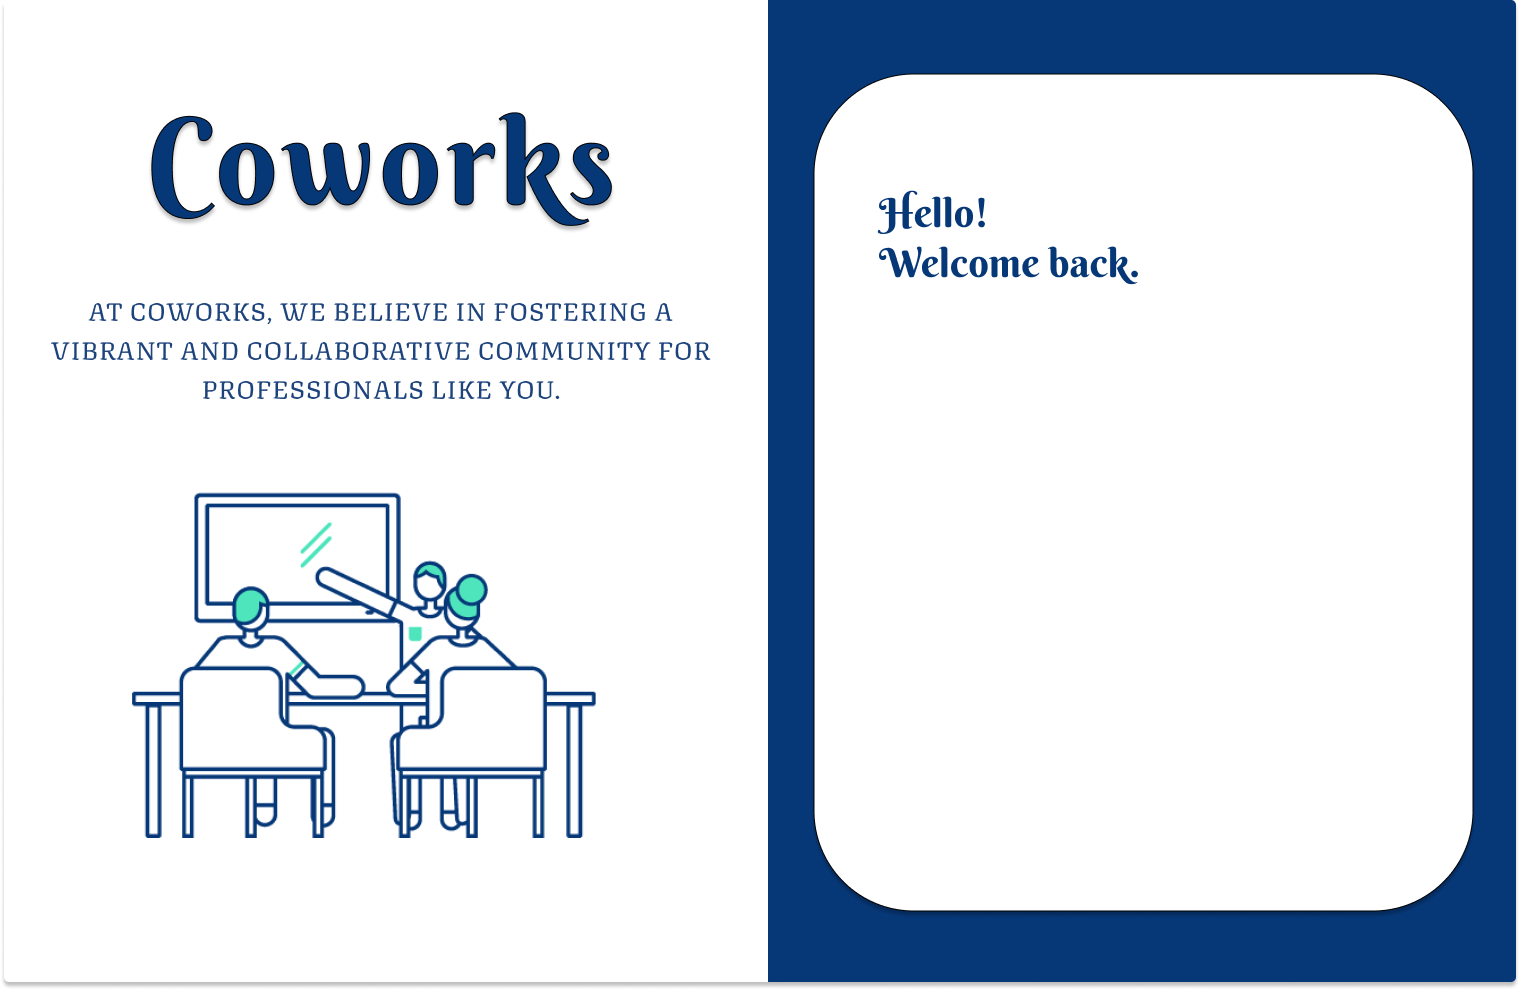 Coworks
AT COWORKS, WE BELIEVE IN FOSTERING A
VIBRANT AND COLLABORATIVE COMMUNITY FOR
PROFESSIONALS LIKE YOU.
Hello!
Welcome back.